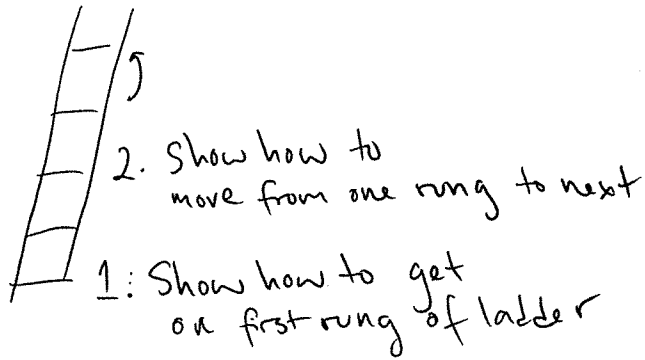 2. Show how to
move from one rung to next
1: Show how to get
on first rung of ladder